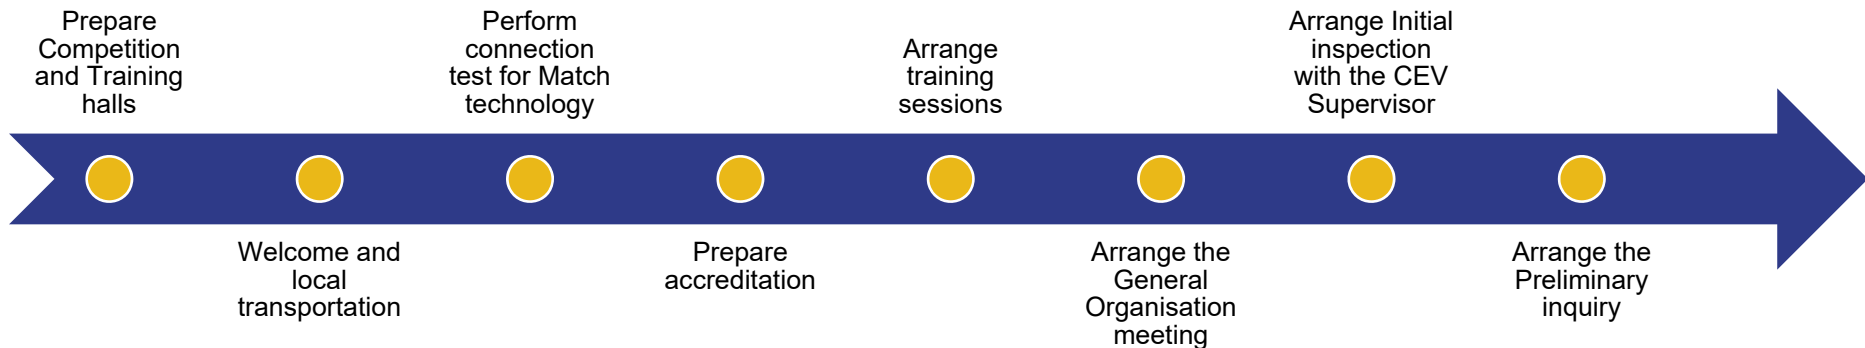 Prepare
Competition
and Training
halls
Welcome and
local
transportation
Perform
connection
test for Match
technology
Prepare
accreditation
Arrange
training
sessions
Arrange the
General
Organisation
meeting
Arrange Initial
inspection
with the CEV
Supervisor
Arrange the
Preliminary
inquiry